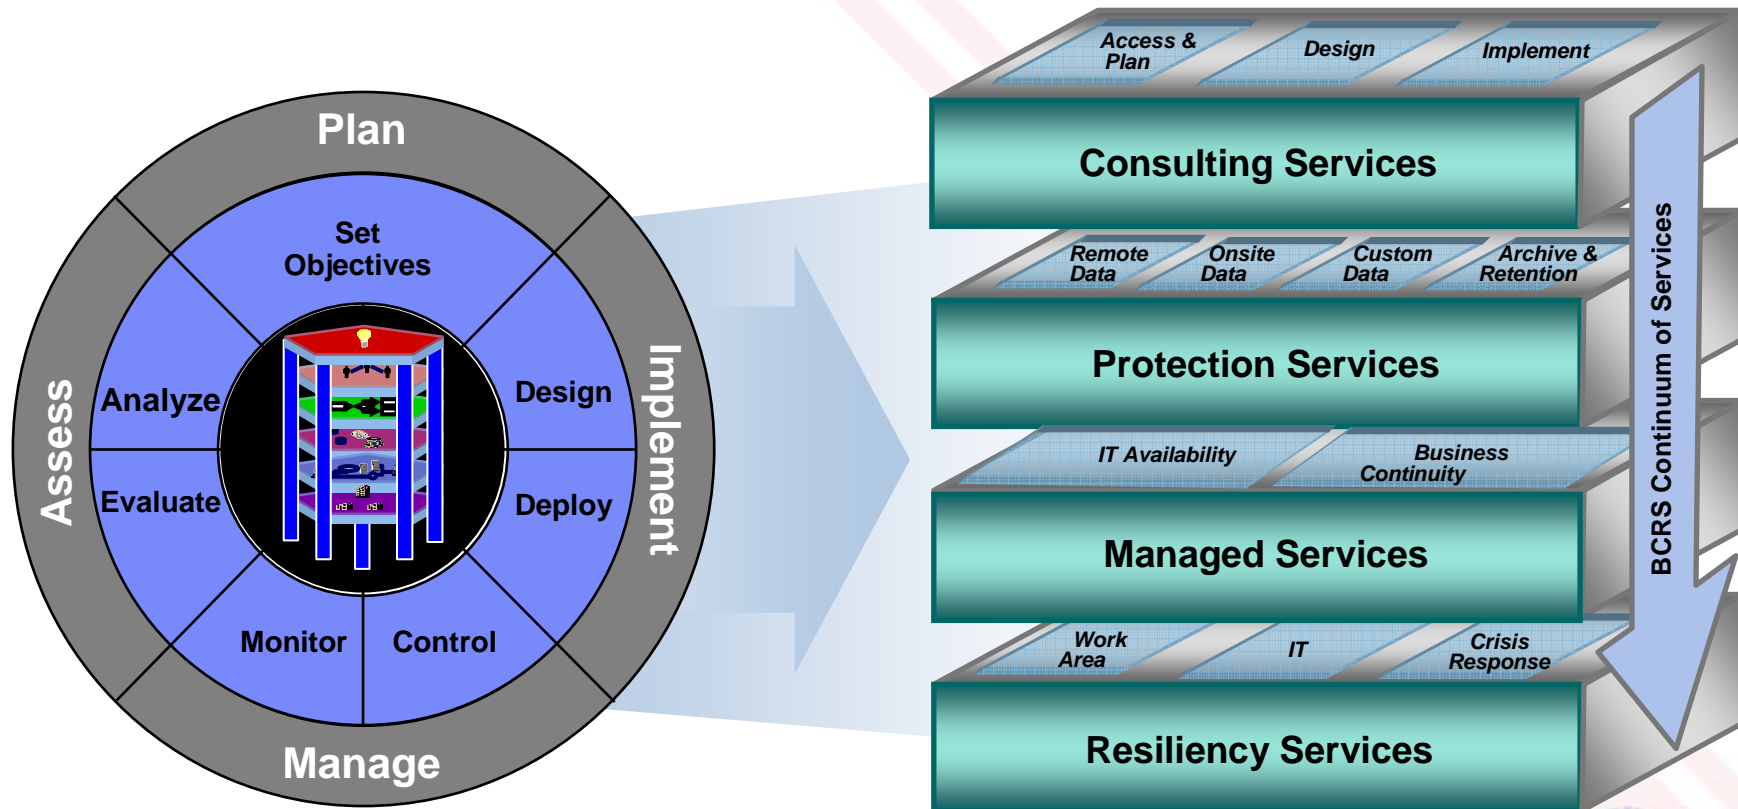 Plan
Set
Objectives
Analyze
Evaluate
Monitor
Control
Design
Deploy
Assess
Implement
Manage
Access &
Plan
Design
Implement
Consulting Services
Remote
Data
Onsite
Data
Custom
Data
Archive &
Retention
Protection Services
IT Availability
Business
Continuity
Managed Services
Work
Area
IT
Crisis
Response
Resiliency Services
BCRS Continuum of Services